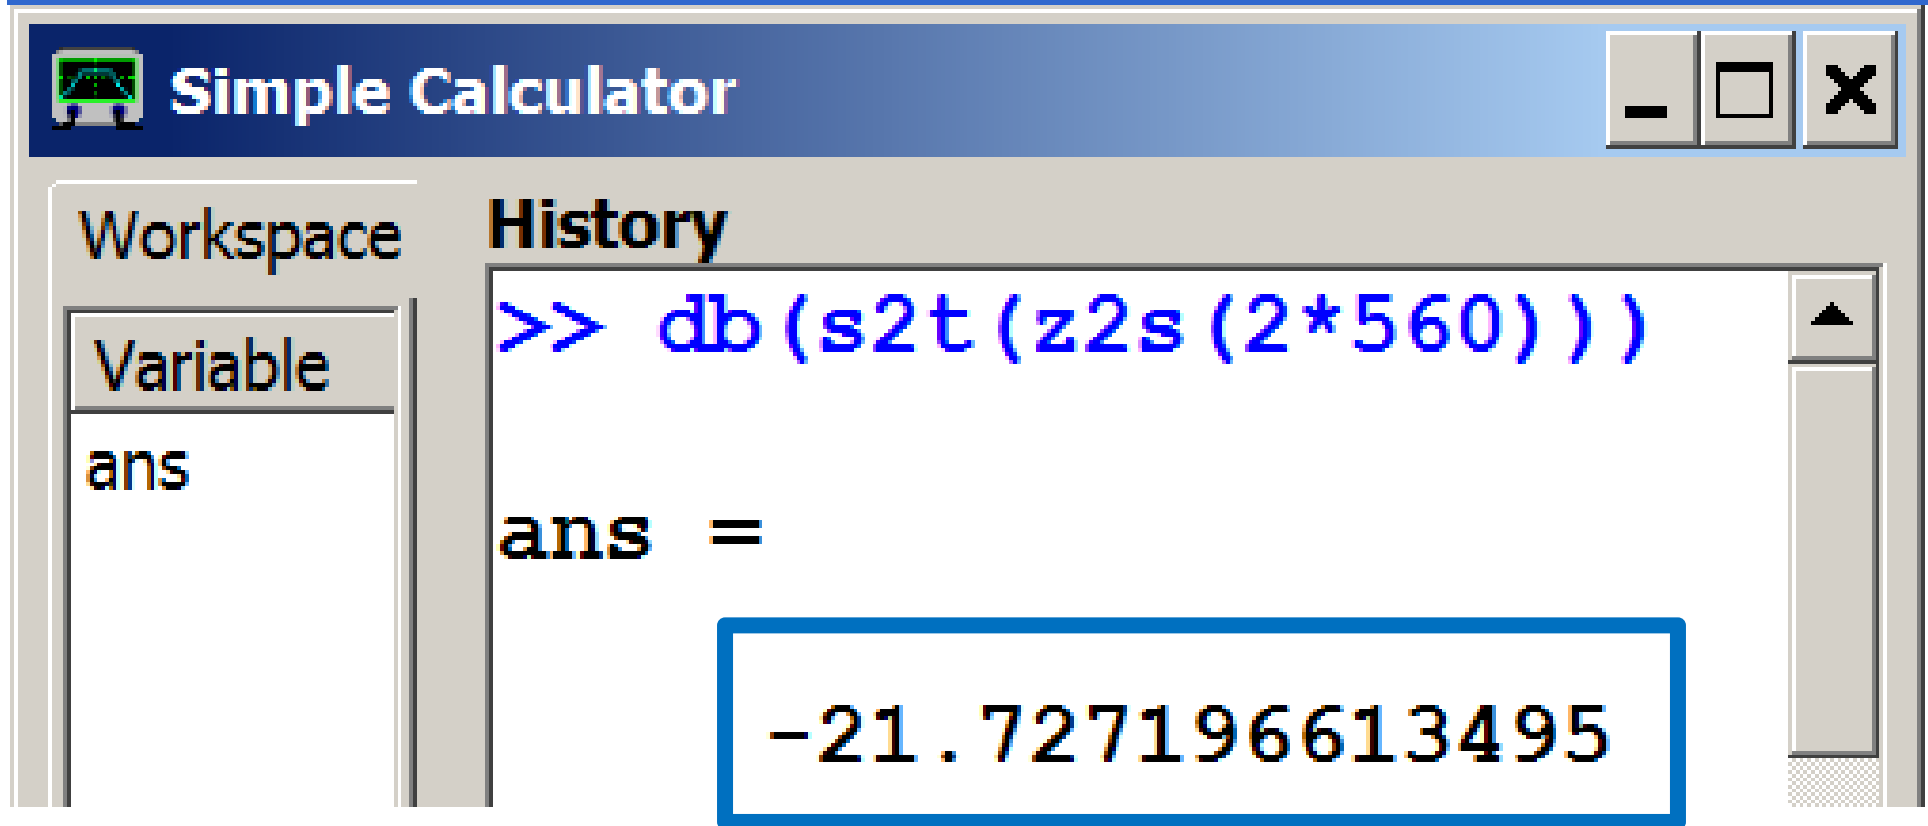 Simple Calculator
Workspace
Variable
ans
History
>> db(s2t(z2s(2*560)))
ans =
-21.727196613495